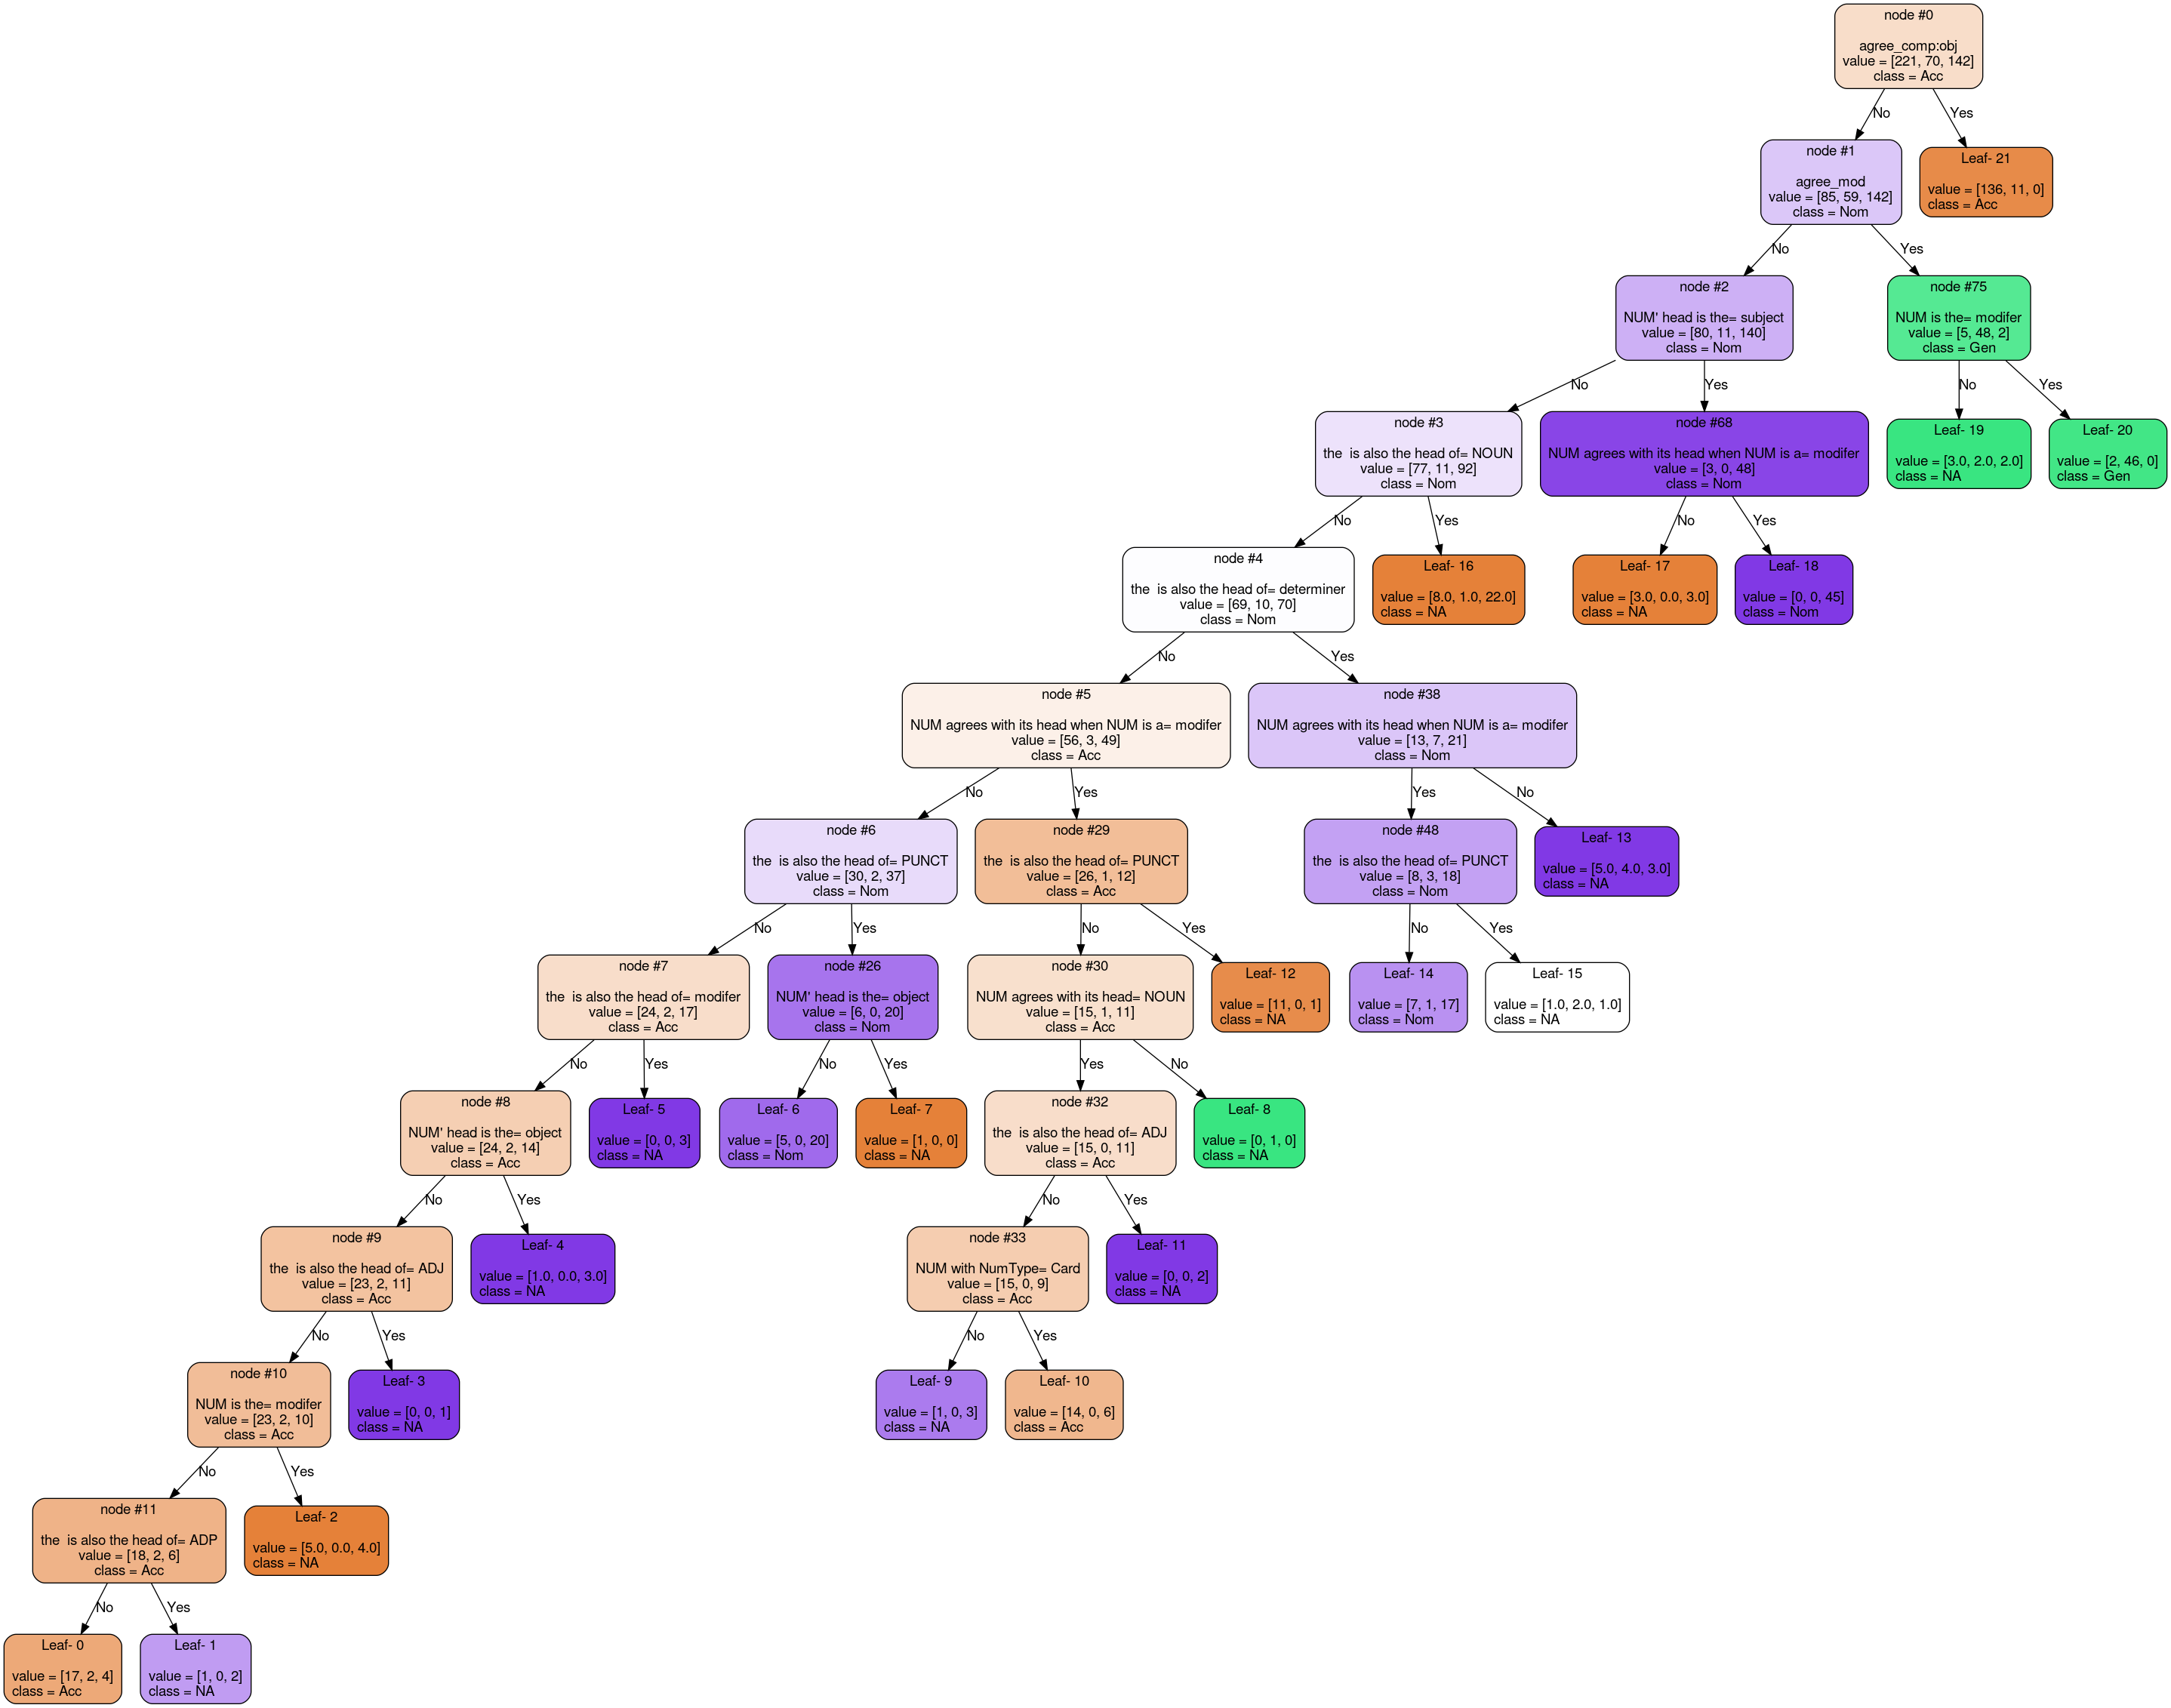 node #0
agree_comp:obj
value = [221, 70, 142]
class = Acc
No
Yes
node #1
agree_mod
value = [85, 59, 142]
class = Nom
Leaf- 21
value = [136, 11, 0]
class = Acc
No
Yes
node #2
NUM' head is the= subject
value = [80, 11, 140]
class = Nom
node #75
NUM is the= modifer
value = [5, 48, 2]
class = Gen
No
Yes
No
Yes
node #3
the  is also the head of= NOUN
value = [77, 11, 92]
class = Nom
node #68
NUM agrees with its head when NUM is a= modifer
value = [3, 0, 48]
class = Nom
Leaf- 19
value = [3.0, 2.0, 2.0]
class = NA
Leaf- 20
value = [2, 46, 0]
class = Gen
No
Yes
No
Yes
node #4
the  is also the head of= determiner
value = [69, 10, 70]
class = Nom
Leaf- 16
value = [8.0, 1.0, 22.0]
class = NA
Leaf- 17
value = [3.0, 0.0, 3.0]
class = NA
Leaf- 18
value = [0, 0, 45]
class = Nom
No
Yes
node #5
NUM agrees with its head when NUM is a= modifer
value = [56, 3, 49]
class = Acc
node #38
NUM agrees with its head when NUM is a= modifer
value = [13, 7, 21]
class = Nom
No
Yes
Yes
No
node #6
the  is also the head of= PUNCT
value = [30, 2, 37]
class = Nom
node #29
the  is also the head of= PUNCT
value = [26, 1, 12]
class = Acc
node #48
the  is also the head of= PUNCT
value = [8, 3, 18]
class = Nom
Leaf- 13
value = [5.0, 4.0, 3.0]
class = NA
No
Yes
No
Yes
No
Yes
node #7
the  is also the head of= modifer
value = [24, 2, 17]
class = Acc
node #26
NUM' head is the= object
value = [6, 0, 20]
class = Nom
node #30
NUM agrees with its head= NOUN
value = [15, 1, 11]
class = Acc
Leaf- 12
value = [11, 0, 1]
class = NA
Leaf- 14
value = [7, 1, 17]
class = Nom
Leaf- 15
value = [1.0, 2.0, 1.0]
class = NA
No
Yes
No
Yes
Yes
No
node #8
NUM' head is the= object
value = [24, 2, 14]
class = Acc
Leaf- 5
value = [0, 0, 3]
class = NA
Leaf- 6
value = [5, 0, 20]
class = Nom
Leaf- 7
value = [1, 0, 0]
class = NA
node #32
the  is also the head of= ADJ
value = [15, 0, 11]
class = Acc
Leaf- 8
value = [0, 1, 0]
class = NA
No
Yes
No
Yes
node #9
the  is also the head of= ADJ
value = [23, 2, 11]
class = Acc
Leaf- 4
value = [1.0, 0.0, 3.0]
class = NA
node #33
NUM with NumType= Card
value = [15, 0, 9]
class = Acc
Leaf- 11
value = [0, 0, 2]
class = NA
No
Yes
No
Yes
node #10
NUM is the= modifer
value = [23, 2, 10]
class = Acc
Leaf- 3
value = [0, 0, 1]
class = NA
Leaf- 9
value = [1, 0, 3]
class = NA
Leaf- 10
value = [14, 0, 6]
class = Acc
No
Yes
node #11
the  is also the head of= ADP
value = [18, 2, 6]
class = Acc
Leaf- 2
value = [5.0, 0.0, 4.0]
class = NA
No
Yes
Leaf- 0
value = [17, 2, 4]
class = Acc
Leaf- 1
value = [1, 0, 2]
class = NA